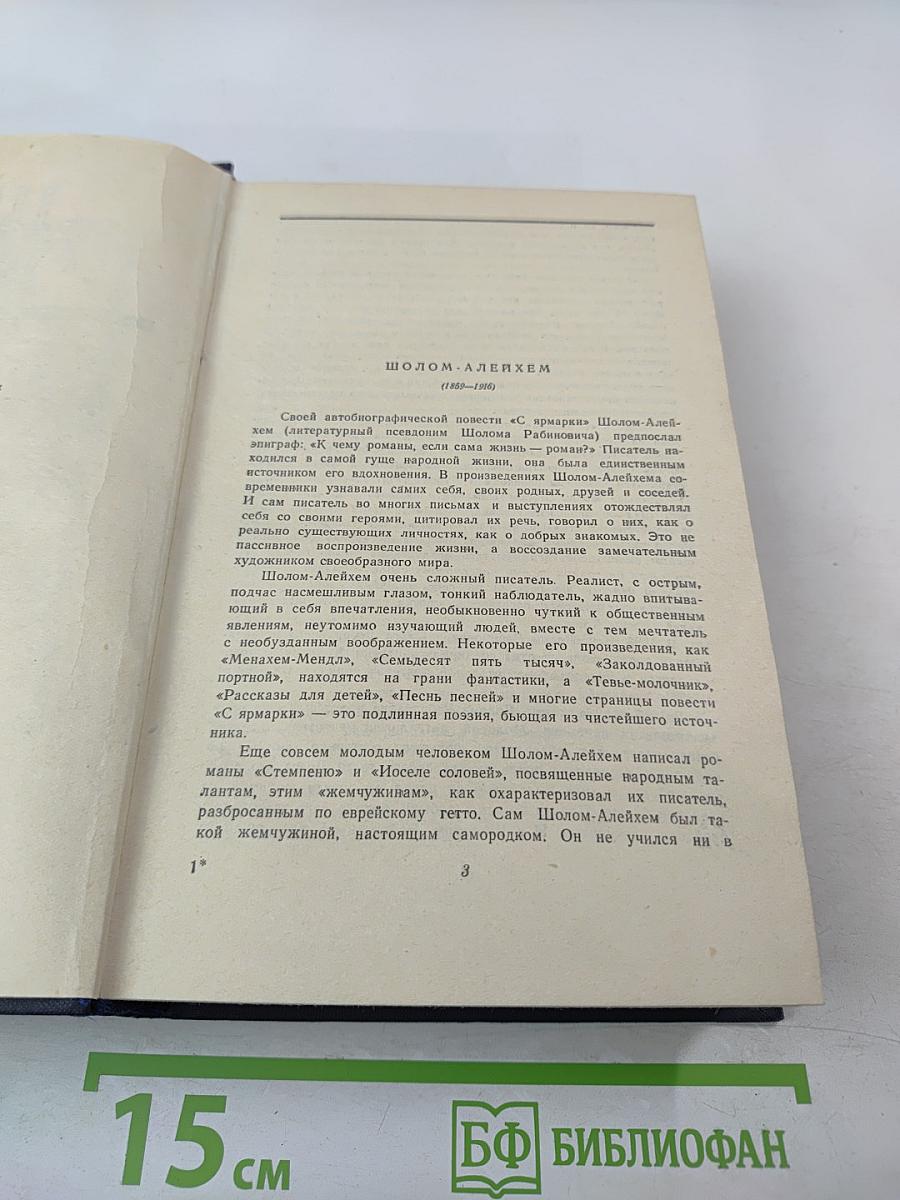 ШОЛОМ-АЛЕЙХЕМ
(1859—1916)
Своей автобиографической повести «С ярмарки» Шолом-Алей-
хем (литературный псевдоним Шолома Рабиновича) предпослал
эпиграф: «К чему романы, если сама жизнь — роман?» Писатель на-
ходился в самой гуще народной жизни, она была единственным
источником его вдохновения. В произведениях Шолом-Алейхема со-
временники узнавали самих себя, своих родных, друзей и соседей.
И сам писатель во многих письмах и выступлениях отождествлял
себя со своими героями, цитировал их речь, говорил о них, как о
реально существующих личностях, как о добрых знакомых. Это не
пассивное воспроизведение жизни, а воссоздание замечательным
художником своеобразного мира.
Шолом-Алейхем очень сложный писатель. Реалист, с острым,
подчас насмешливым глазом, тонкий наблюдатель, жадно впитыва-
ющий в себя впечатления, необыкновенно чуткий к общественным
явлениям, неутомимо изучающий людей, вместе с тем мечтатель
с необузданным воображением. Некоторые его произведения, как
«Менахем-Мендл», «Семьдесят пять тысяч», «Заколдованный
портной», находятся на грани фантастики, а «Тевье-молочник»,
«Рассказы для детей», «Песнь песней» и многие страницы повести
«С ярмарки» — это подлинная поэзия, бьющая из чистейшего источ-
ника.
Еще совсем молодым человеком Шолом-Алейхем написал ро-
маны «Стемпеню» и «Иоселе соловей», посвященные народным та-
лантам, этим «жемчужинам», как охарактеризовал их писатель,
разбросанным по еврейскому гетто. Сам Шолом-Алейхем был та-
кой жемчужиной, настоящим самородком. Он не учился ни в
1*
3
15 см
БФ БИБЛИОФАН